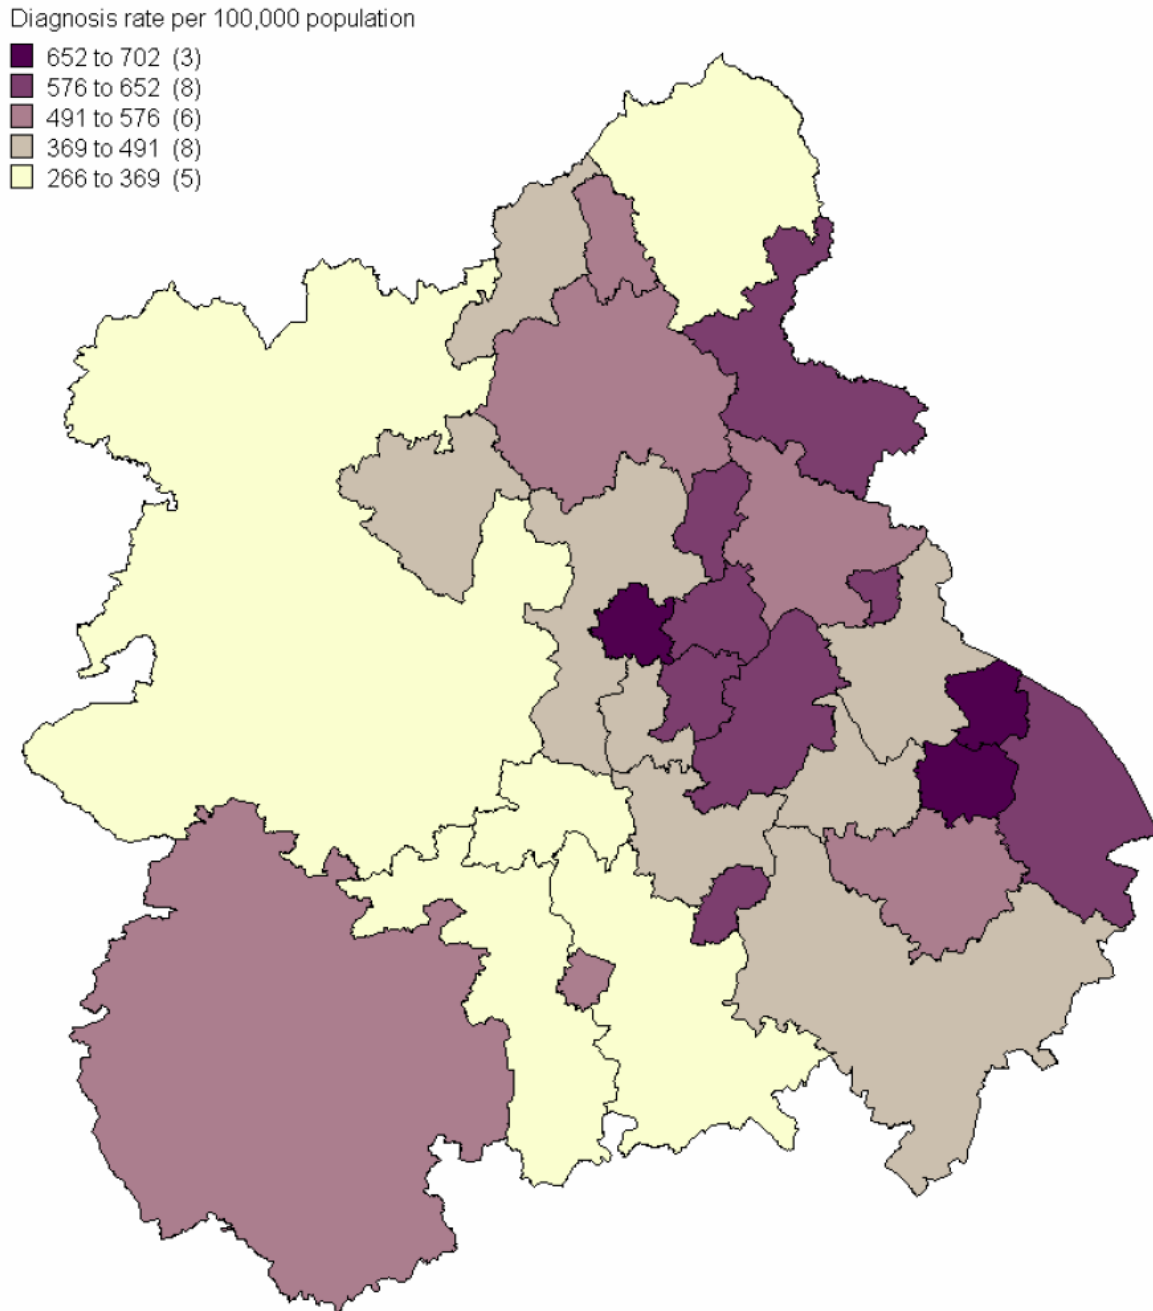 Diagnosis rate per 100,000 population
652 to 702 (3)
576 to 652 (8)
491 to 576 (6)
369 to 491 (8)
266 to 369 (5)